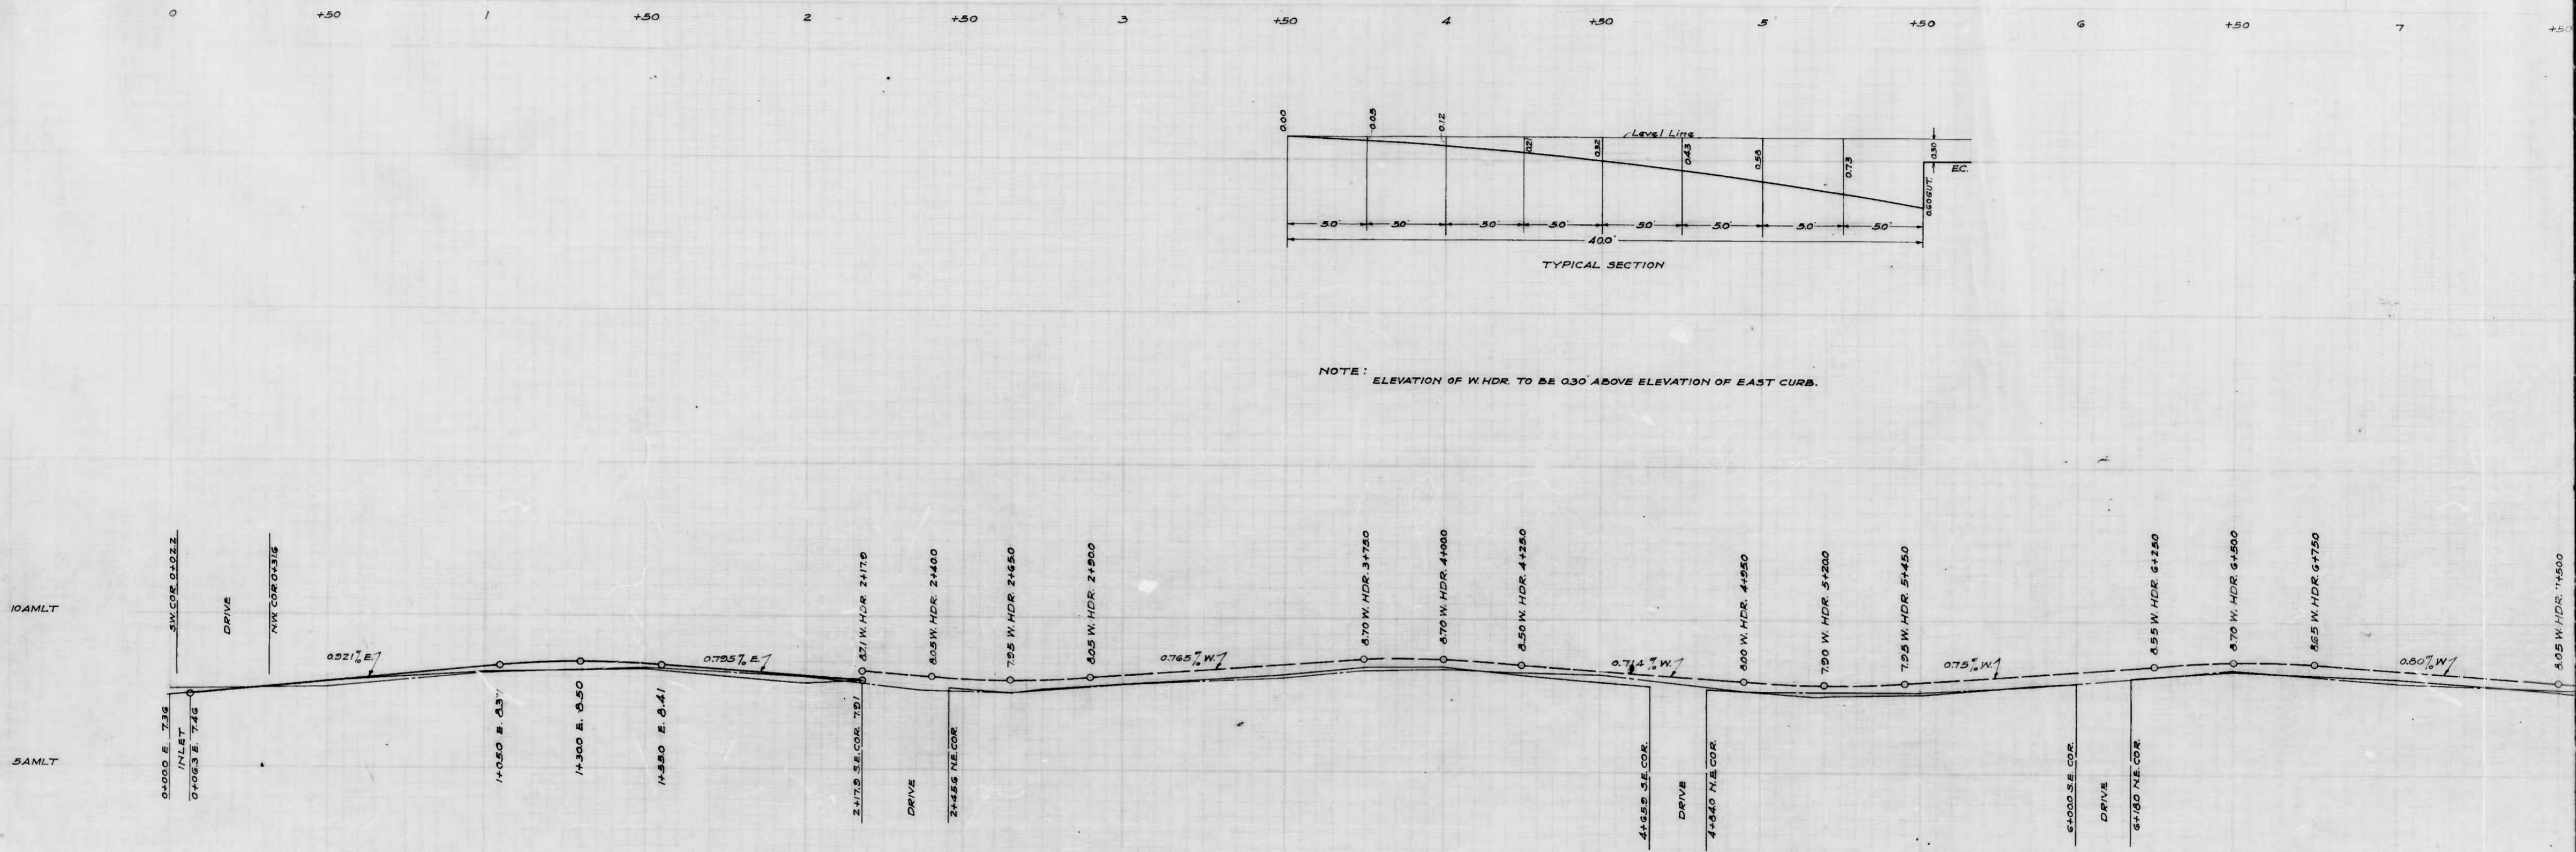 0 +50 1 +50 2 +50 3 +50 4 +50 5 +50 6 +50 7 +50
0.00 0.05 0.12 0.21 0.32 0.43 0.58 0.73 0.30
Level Line
E.C.
0.60 GUT.
5.0' 5.0' 5.0' 5.0' 5.0' 5.0' 5.0' 5.0'
40.0'
TYPICAL SECTION
NOTE:
ELEVATION OF W. HDR. TO BE 0.30' ABOVE ELEVATION OF EAST CURB.
10 AMLT
5 AMLT
S.W. COR. 0+02.2
DRIVE
N.W. COR. 0+31.6
0.921% E.
0.795% E.
8.71 W. HDR. 2+17.9
8.05 W. HDR. 2+40.0
7.95 W. HDR. 2+65.0
8.05 W. HDR. 2+90.0
0.765% W.
8.70 W. HDR. 3+75.0
8.70 W. HDR. 4+00.0
8.50 W. HDR. 4+25.0
0.714% W.
8.00 W. HDR. 4+95.0
7.90 W. HDR. 5+20.0
7.95 W. HDR. 5+45.0
0.75% W.
8.55 W. HDR. 6+25.0
8.70 W. HDR. 6+50.0
8.65 W. HDR. 6+75.0
0.80% W.
8.05 W. HDR. 7+50.0
0+00.0 E. 7.36
INLET
0+06.3 E. 7.46
1+05.0 E. 8.37
1+30.0 E. 8.50
1+55.0 E. 8.41
2+17.9 S.E. COR. 7.91
DRIVE
2+45.6 N.E. COR.
4+65.9 S.E. COR.
DRIVE
4+84.0 N.E. COR.
6+00.0 S.E. COR.
DRIVE
6+18.0 N.E. COR.